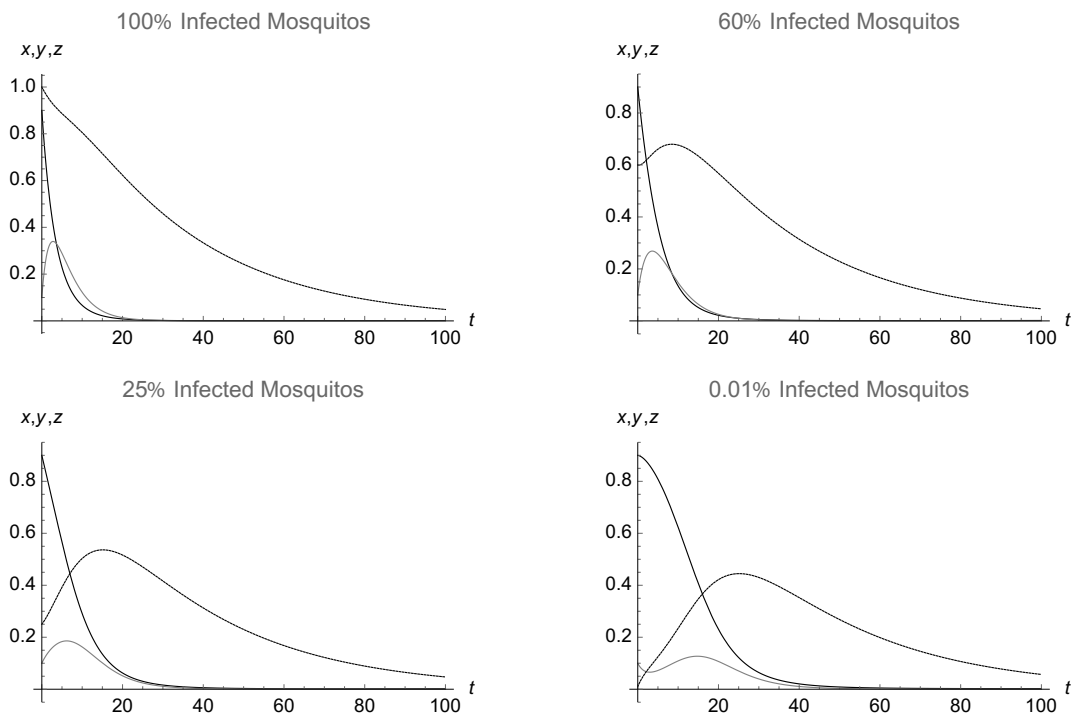 100% Infected Mosquitos
x,y,z
1.0
0.8
0.6
0.4
0.2
20 40 60 80 100 t
60% Infected Mosquitos
x,y,z
0.8
0.6
0.4
0.2
20 40 60 80 100 t
25% Infected Mosquitos
x,y,z
0.8
0.6
0.4
0.2
20 40 60 80 100 t
0.01% Infected Mosquitos
x,y,z
0.8
0.6
0.4
0.2
20 40 60 80 100 t